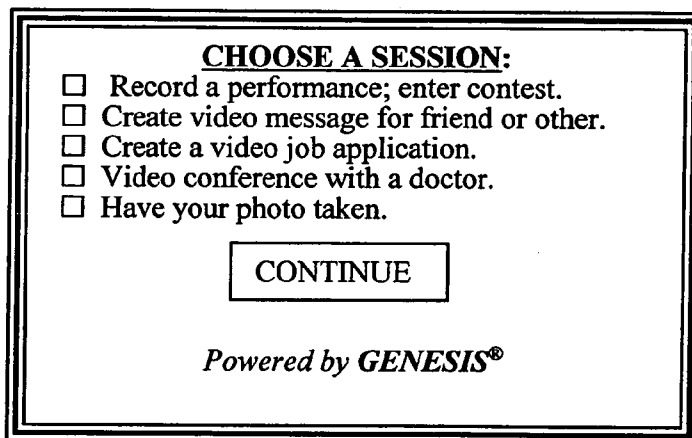 CHOOSE A SESSION:
☐ Record a performance; enter contest.
☐ Create video message for friend or other.
☐ Create a video job application.
☐ Video conference with a doctor.
☐ Have your photo taken.
CONTINUE
Powered by GENESIS®